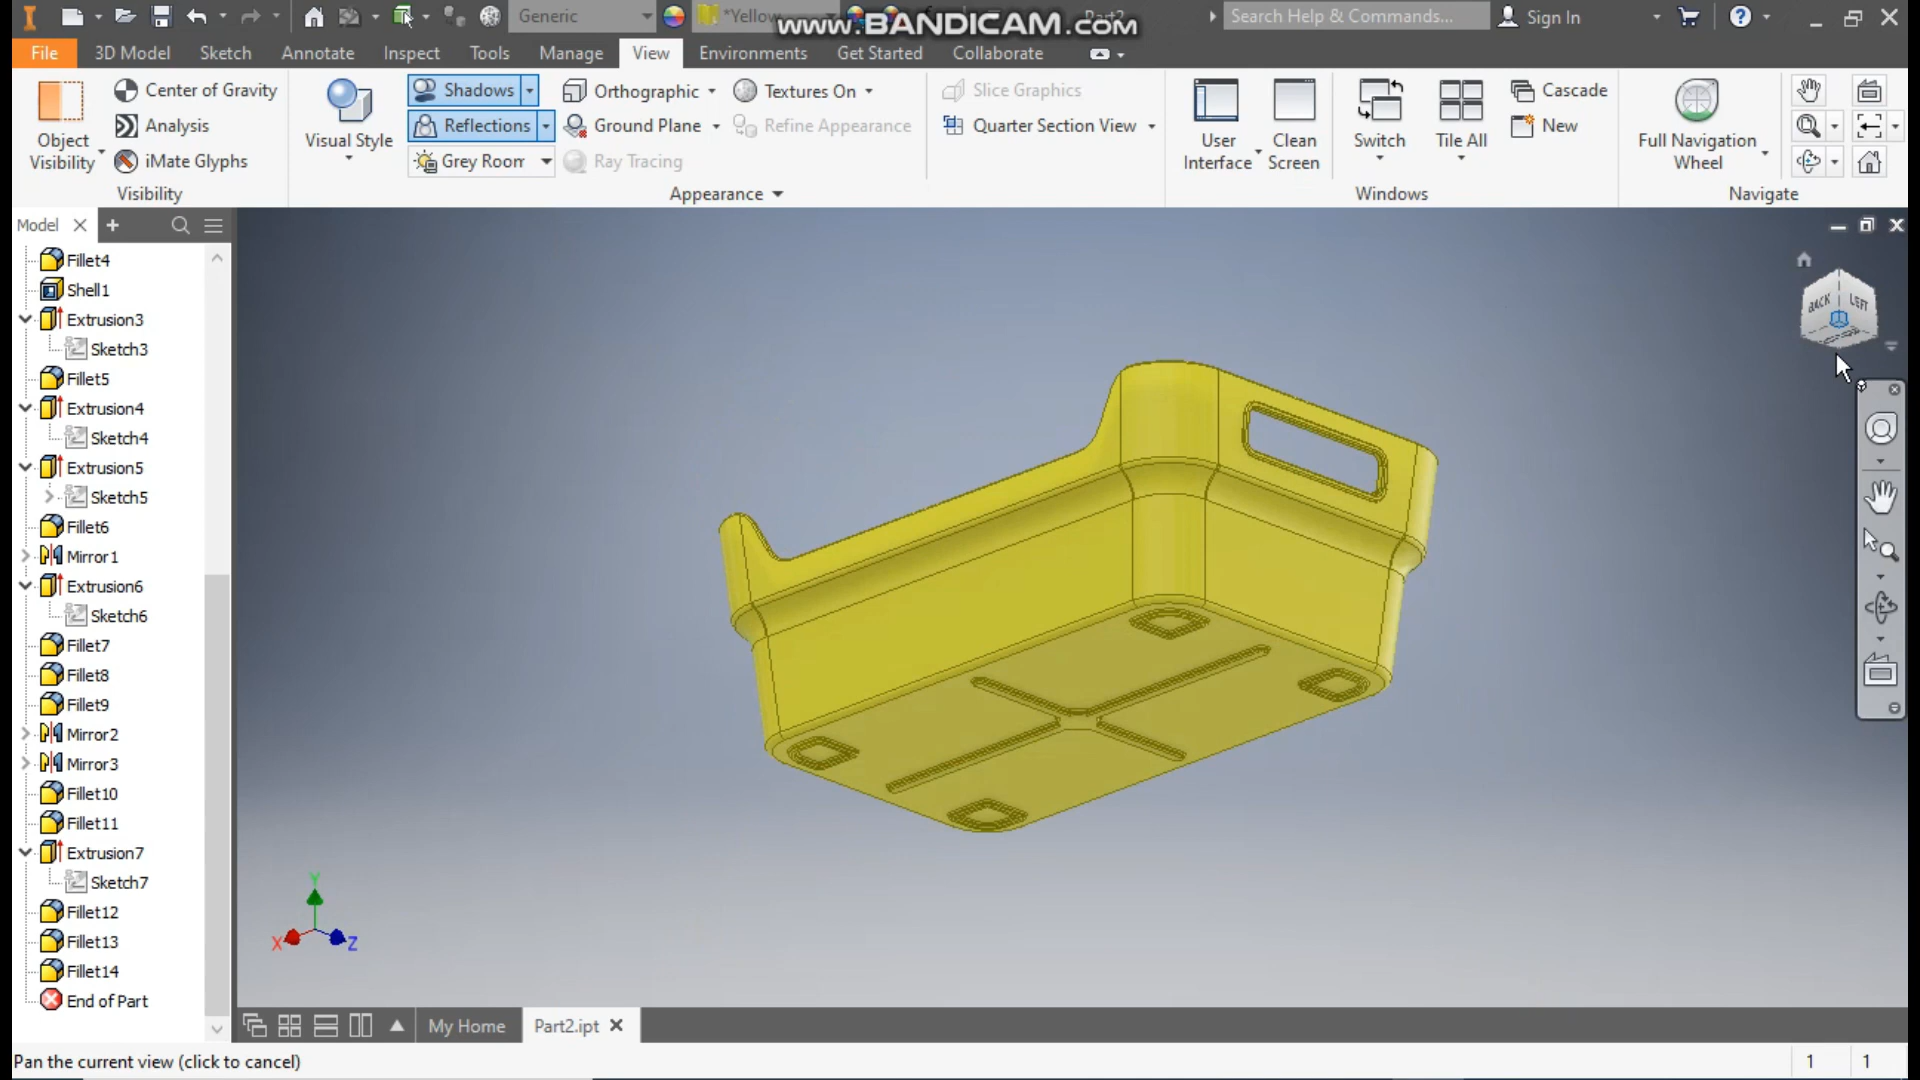 Generic
*Yellow
www.BANDICAM.com
Search Help & Commands...
Sign In
File
3D Model
Sketch
Annotate
Inspect
Tools
Manage
View
Environments
Get Started
Collaborate
Object Visibility
Center of Gravity
Analysis
iMate Glyphs
Visibility
Visual Style
Shadows
Reflections
Grey Room
Orthographic
Ground Plane
Ray Tracing
Textures On
Refine Appearance
Appearance
Slice Graphics
Quarter Section View
User Interface
Clean Screen
Switch
Tile All
Cascade
New
Windows
Full Navigation Wheel
Navigate
Model
Fillet4
Shell1
Extrusion3
Sketch3
Fillet5
Extrusion4
Sketch4
Extrusion5
Sketch5
Fillet6
Mirror1
Extrusion6
Sketch6
Fillet7
Fillet8
Fillet9
Mirror2
Mirror3
Fillet10
Fillet11
Extrusion7
Sketch7
Fillet12
Fillet13
Fillet14
End of Part
BACK LEFT
Y
X Z
My Home
Part2.ipt
Pan the current view (click to cancel)
1 1